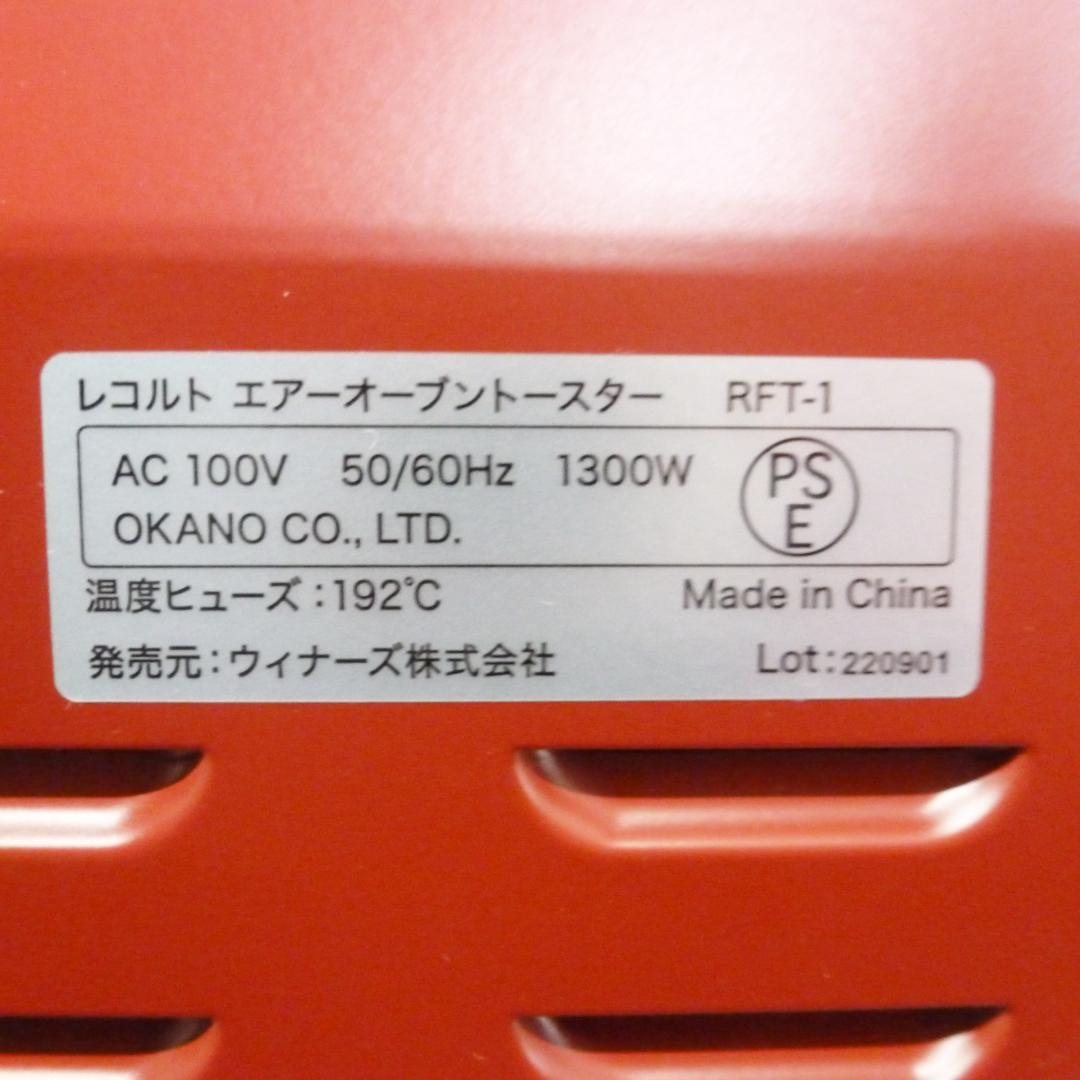 レコルト エアーオーブントースター RFT-1
AC 100V 50/60Hz 1300W
PS
E
OKANO CO., LTD.
温度ヒューズ：192℃ Made in China
発売元：ウィナーズ株式会社 Lot：220901